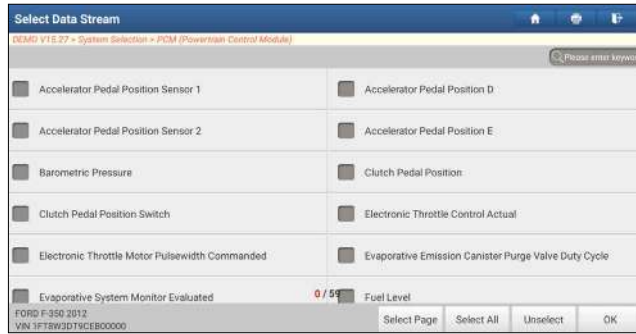 Select Data Stream
DEMO V15.27 > System Selection > PCM (Powertrain Control Module)
Please enter keywor
Accelerator Pedal Position Sensor 1
Accelerator Pedal Position D
Accelerator Pedal Position Sensor 2
Accelerator Pedal Position E
Barometric Pressure
Clutch Pedal Position
Clutch Pedal Position Switch
Electronic Throttle Control Actual
Electronic Throttle Motor Pulsewidth Commanded
Evaporative Emission Canister Purge Valve Duty Cycle
Evaporative System Monitor Evaluated
0 / 59
Fuel Level
FORD F-350 2012
VIN 1FT8W3DT9CEB00000
Select Page
Select All
Unselect
OK